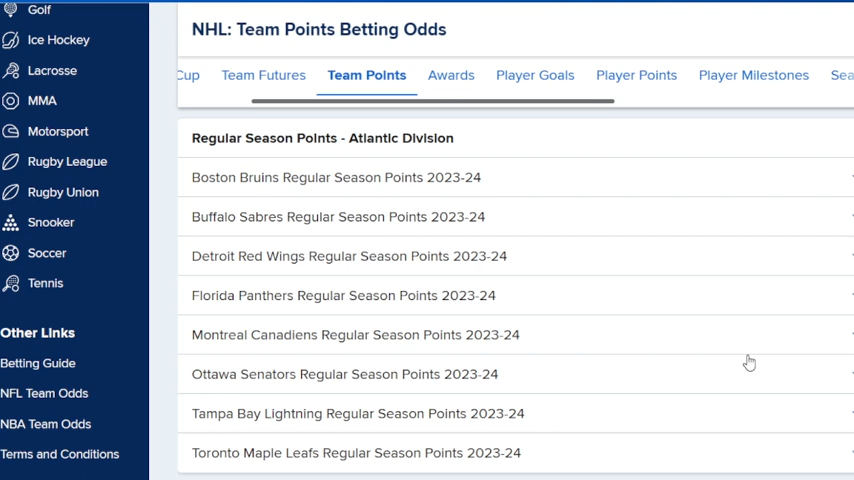 Golf
Ice Hockey
Lacrosse
MMA
Motorsport
Rugby League
Rugby Union
Snooker
Soccer
Tennis
Other Links
Betting Guide
NFL Team Odds
NBA Team Odds
Terms and Conditions
NHL: Team Points Betting Odds
Cup Team Futures Team Points Awards Player Goals Player Points Player Milestones Sea
Regular Season Points - Atlantic Division
Boston Bruins Regular Season Points 2023-24
Buffalo Sabres Regular Season Points 2023-24
Detroit Red Wings Regular Season Points 2023-24
Florida Panthers Regular Season Points 2023-24
Montreal Canadiens Regular Season Points 2023-24
Ottawa Senators Regular Season Points 2023-24
Tampa Bay Lightning Regular Season Points 2023-24
Toronto Maple Leafs Regular Season Points 2023-24